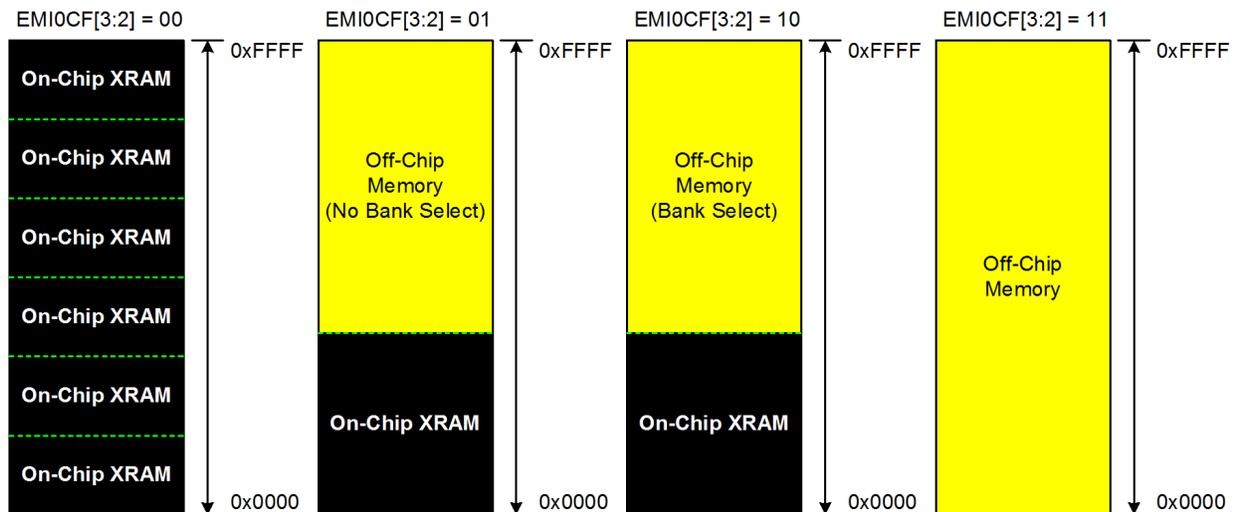 EMI0CF[3:2] = 00
EMI0CF[3:2] = 01
EMI0CF[3:2] = 10
EMI0CF[3:2] = 11
On-Chip XRAM
On-Chip XRAM
On-Chip XRAM
On-Chip XRAM
On-Chip XRAM
On-Chip XRAM
0xFFFF
0x0000
Off-Chip
Memory
(No Bank Select)
On-Chip XRAM
0xFFFF
0x0000
Off-Chip
Memory
(Bank Select)
On-Chip XRAM
0xFFFF
0x0000
Off-Chip
Memory
0xFFFF
0x0000